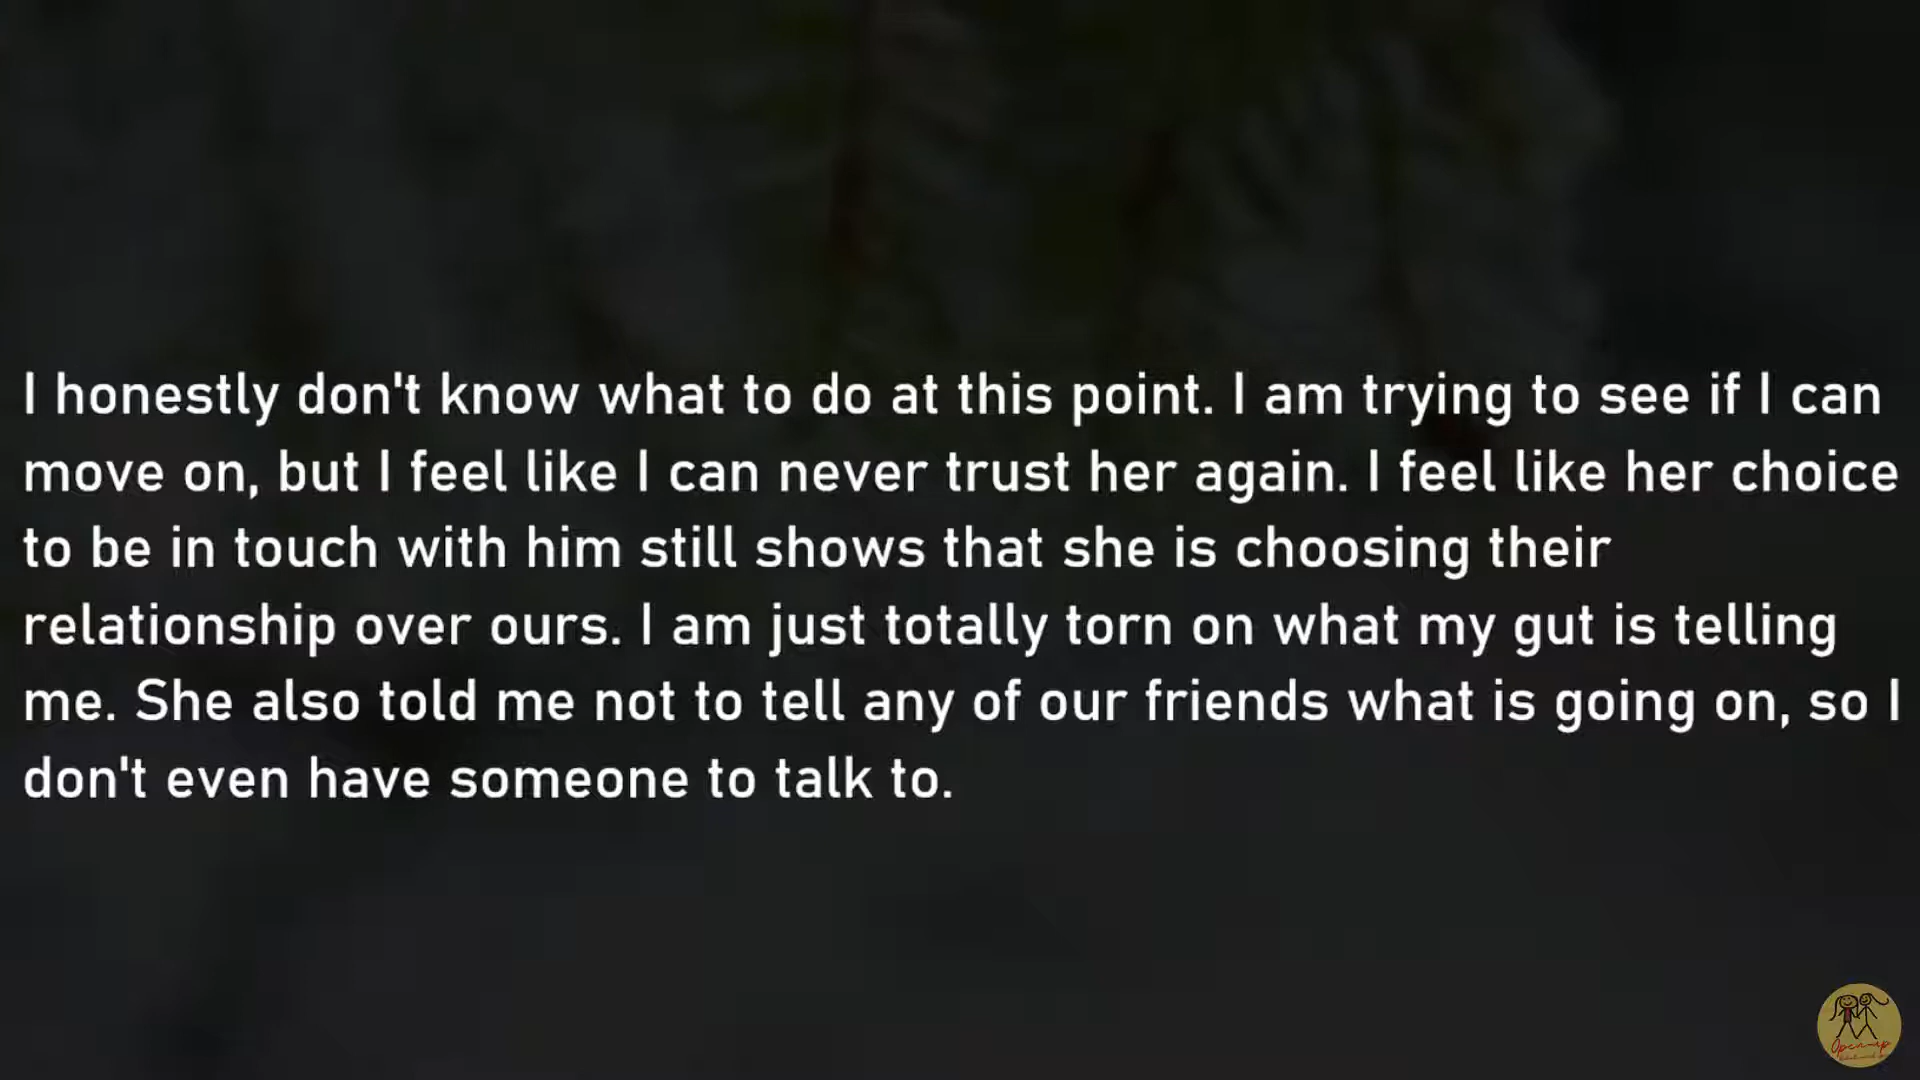 I honestly don't know what to do at this point. I am trying to see if I can
move on, but I feel like I can never trust her again. I feel like her choice
to be in touch with him still shows that she is choosing their
relationship over ours. I am just totally torn on what my gut is telling
me. She also told me not to tell any of our friends what is going on, so I
don't even have someone to talk to.
Open-up